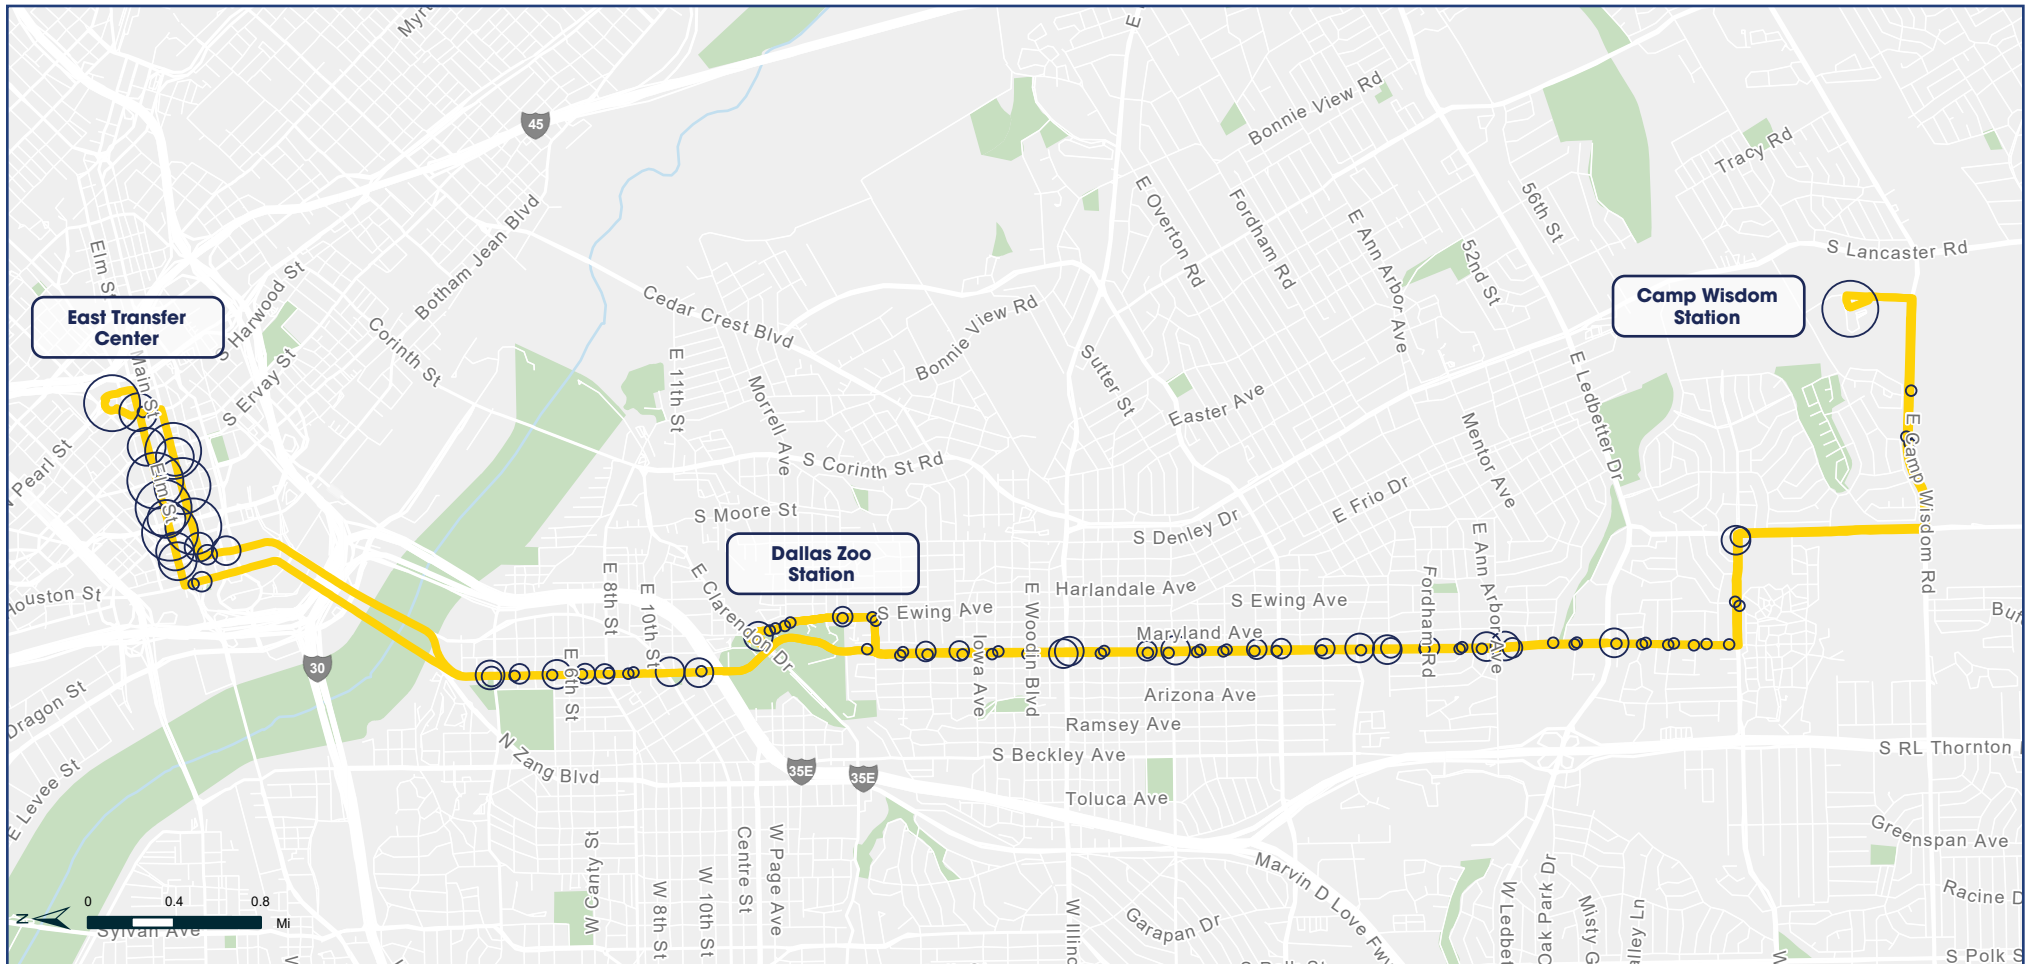 45
Bonnie View Rd
Tracy Rd
56th St
Elm St
S Harwood St
Botham Jean Blvd
E Overton Rd
Fordham Rd
E Ann Arbor Ave
52nd St
S Lancaster Rd
East Transfer
Center
Camp Wisdom
Station
Cedar Crest Blvd
Bonnie View Rd
Corinth St
S Ervay St
Main St
E 11th St
Morrell Ave
Sutter St
Easter Ave
E Ledbetter Dr
Mentor Ave
Pearl St
Elm St
S Corinth St Rd
E Frio Dr
E Camp Wisdom Rd
S Moore St
S Denley Dr
Dallas Zoo
Station
E 8th St
E 10th St
E Clarendon Dr
Houston St
S Ewing Ave
Harlandale Ave
S Ewing Ave
E Woodin Blvd
Iowa Ave
Maryland Ave
Fordham Rd
E Ann Arbor Ave
30
E 6th St
Dragon St
Arizona Ave
Ramsey Ave
S Beckley Ave
S RL Thornton
N Zang Blvd
35E
35E
Toluca Ave
E Levee St
W Canty St
Centre St
W Page Ave
W 8th St
W 10th St
Greenspan Ave
Marvin D Love Fwy
Garapan Dr
Oak Park Dr
Racine D
S Polk S
0
0.4
0.8
Mi
N
Sylvan Ave